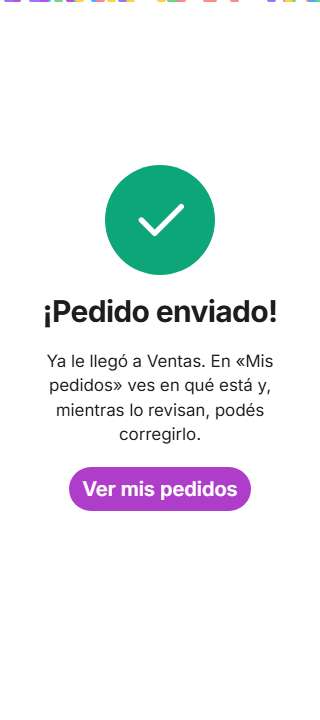 ¡Pedido enviado!
Ya le llegó a Ventas. En «Mis
pedidos» ves en qué está y,
mientras lo revisan, podés
corregirlo.
Ver mis pedidos